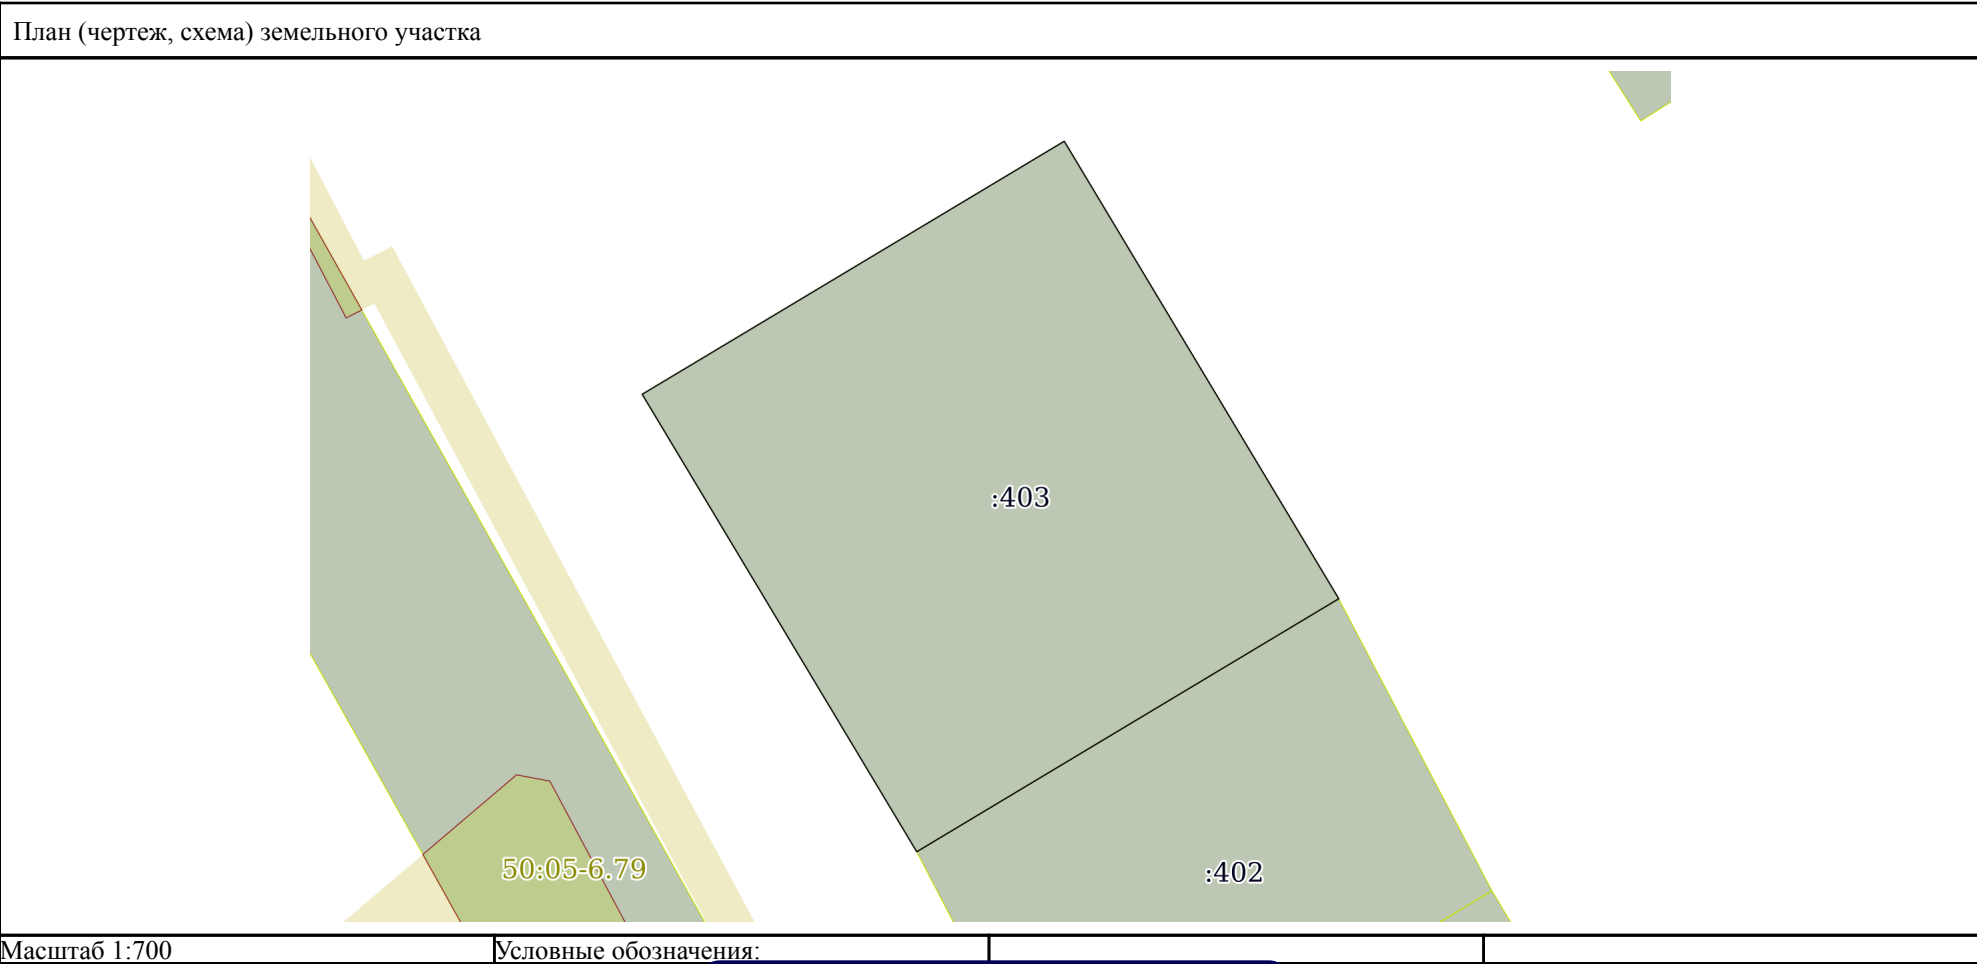 План (чертеж, схема) земельного участка
:403
50:05-6.79
:402
Масштаб 1:700
Условные обозначения: